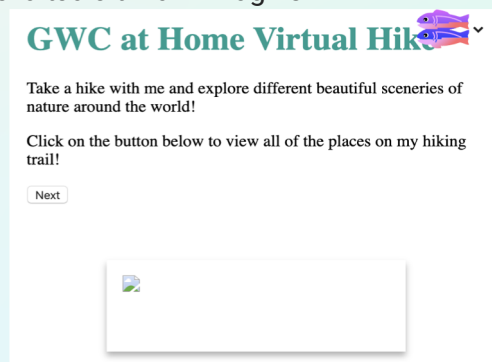 GWC at Home Virtual Hike
Take a hike with me and explore different beautiful sceneries of
nature around the world!
Click on the button below to view all of the places on my hiking
trail!
Next